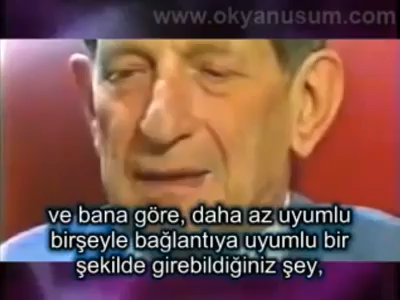 www.okyanusum.com
ve bana göre, daha az uyumlu
birşeyle bağlantıya uyumlu bir
şekilde girebildiğiniz şey,